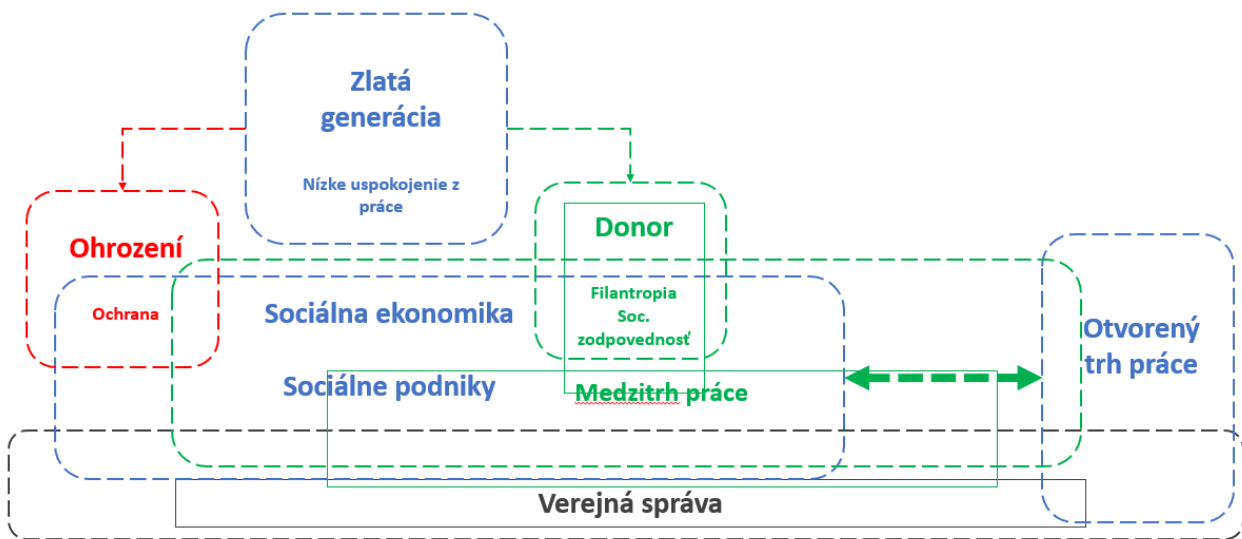 Zlatá
generácia
Nízke uspokojenie z
práce
Ohrození
Ochrana
Donor
Filantropia
Soc.
zodpovednosť
Sociálna ekonomika
Sociálne podniky
Medzitrh práce
Otvorený
trh práce
Verejná správa